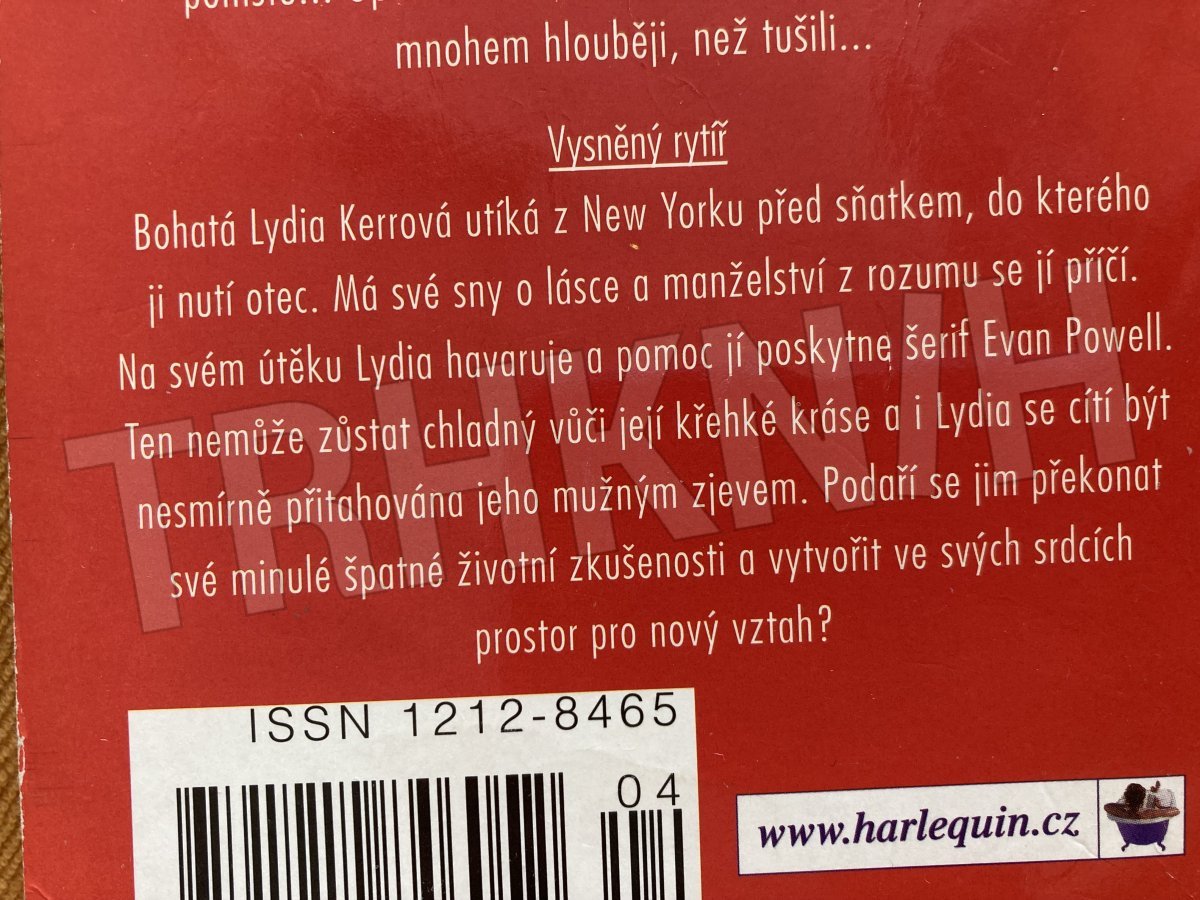 mnohem hlouběji, než tušili...
Vysněný rytíř
Bohatá Lydia Kerrová utíká z New Yorku před sňatkem, do kterého
ji nutí otec. Má své sny o lásce a manželství z rozumu se jí příčí.
Na svém útěku Lydia havaruje a pomoc jí poskytne šerif Evan Powell.
Ten nemůže zůstat chladný vůči její křehké kráse a i Lydia se cítí být
nesmírně přitahována jeho mužným zjevem. Podaří se jim překonat
své minulé špatné životní zkušenosti a vytvořit ve svých srdcích
prostor pro nový vztah?
TRHKNIH
ISSN 1212-8465
04
www.harlequin.cz